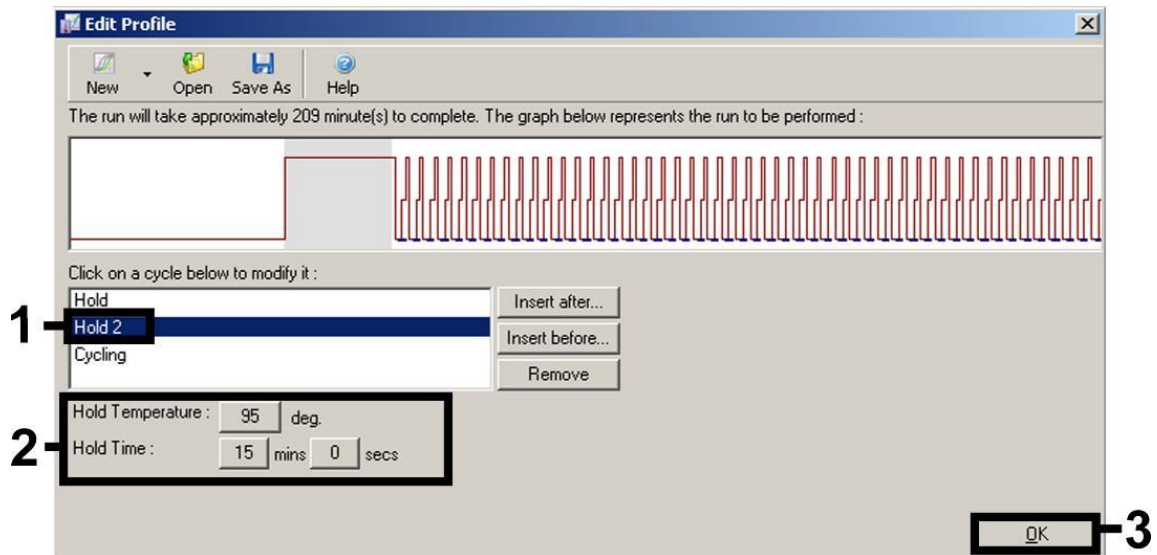 Edit Profile
New Open Save As Help
The run will take approximately 209 minute(s) to complete. The graph below represents the run to be performed :
Click on a cycle below to modify it :
Hold
Insert after...
1
Hold 2
Insert before...
Cycling
Remove
2
Hold Temperature : 95 deg.
Hold Time : 15 mins 0 secs
OK
3